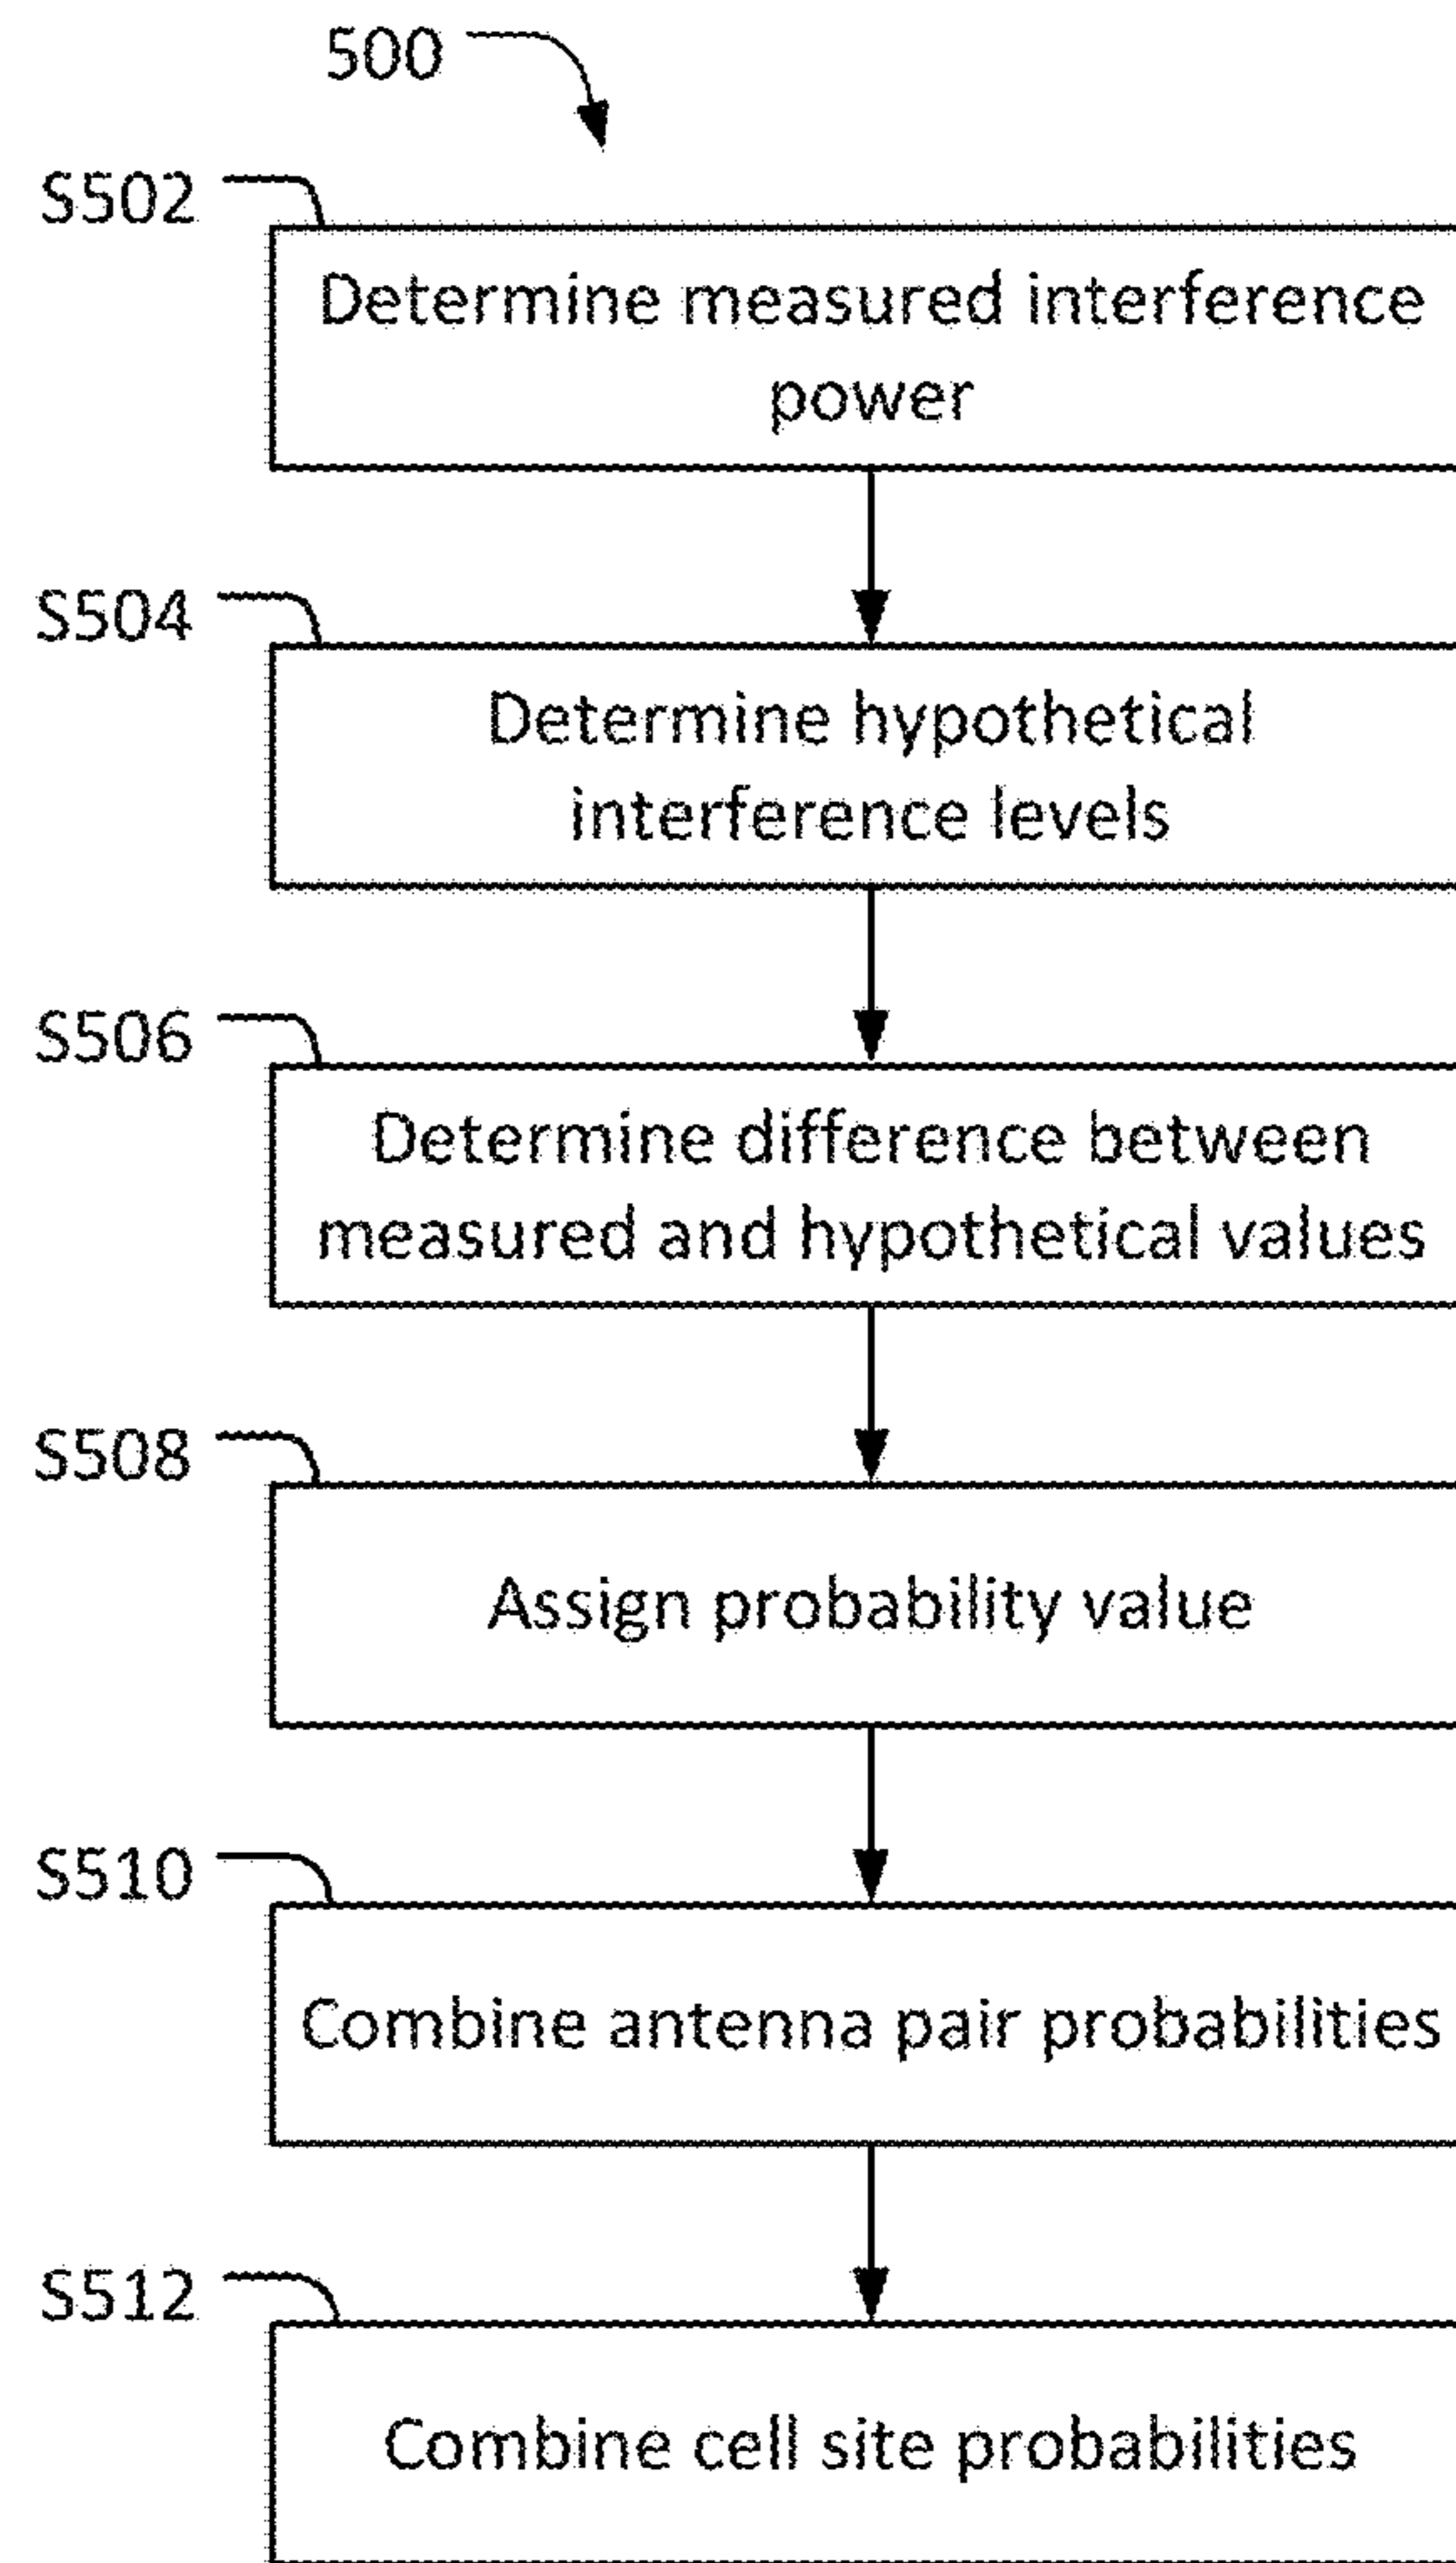 500
S502
Determine measured interference
power
S504
Determine hypothetical
interference levels
S506
Determine difference between
measured and hypothetical values
S508
Assign probability value
S510
Combine antenna pair probabilities
S512
Combine cell site probabilities